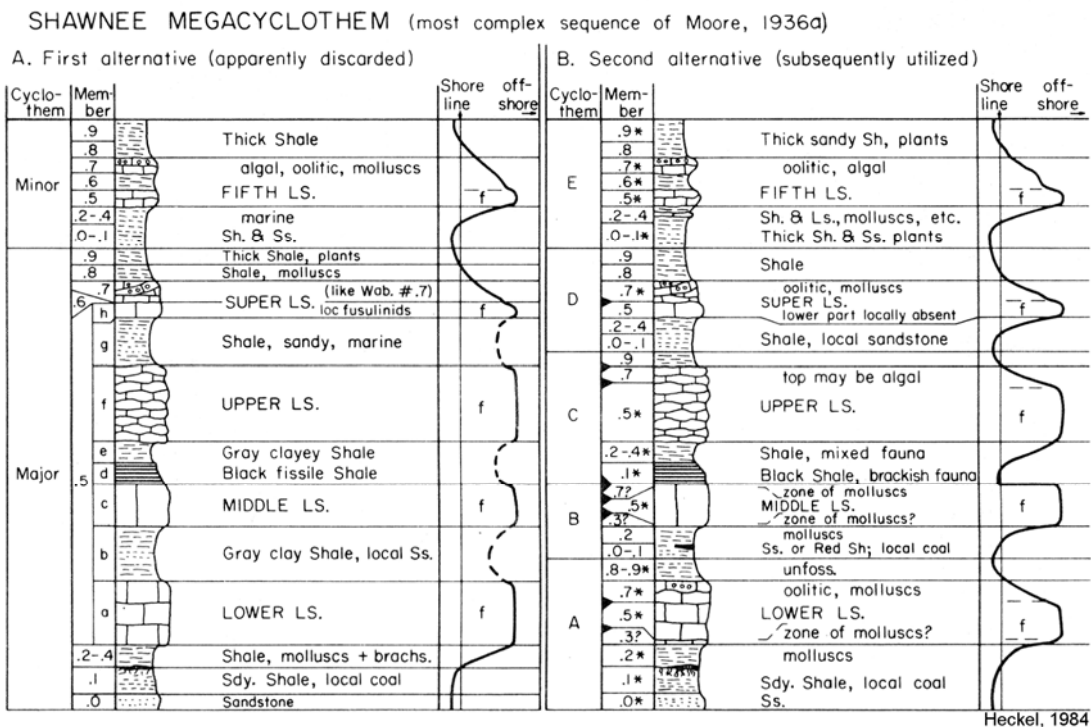 SHAWNEE MEGACYCLOTHEM (most complex sequence of Moore, 1936a)
A. First alternative (apparently discarded)
Cyclothem Member Shore line off-shore
Minor
.9 Thick Shale
.8
.7 algal, oolitic, molluscs
.6
.5 FIFTH LS. f
.2-.4 marine
.0-.1 Sh. & Ss.
Major
.9 Thick Shale, plants
.8 Shale, molluscs
.7 (like Wab. #.7)
.6 SUPER LS.
h loc fusulinids f
.5
g Shale, sandy, marine
f UPPER LS. f
e Gray clayey Shale
d Black fissile Shale
c MIDDLE LS. f
b Gray clay Shale, local Ss.
a LOWER LS. f
.2-.4 Shale, molluscs + brachs.
.1 Sdy. Shale, local coal
.0 Sandstone
B. Second alternative (subsequently utilized)
Cyclothem Member Shore line off-shore
E
.9* Thick sandy Sh, plants
.8
.7* oolitic, algal
.6*
.5* FIFTH LS. f
.2-.4 Sh. & Ls., molluscs, etc.
.0-.1* Thick Sh. & Ss. plants
D
.9 Shale
.8
.7* oolitic, molluscs
SUPER LS. f
.5 lower part locally absent
.2-.4 Shale, local sandstone
.0-.1
C
.9
.7 top may be algal
.5* UPPER LS. f
.2-.4* Shale, mixed fauna
.1* Black Shale, brackish fauna
B
.7? zone of molluscs
.5* MIDDLE LS. f
.3? zone of molluscs?
.2 molluscs
.0-.1 Ss. or Red Sh; local coal
A
.8-.9* unfoss.
.7* oolitic, molluscs
.5* LOWER LS. f
.3? zone of molluscs?
.2* molluscs
.1* Sdy. Shale, local coal
.0* Ss.
Heckel, 1984